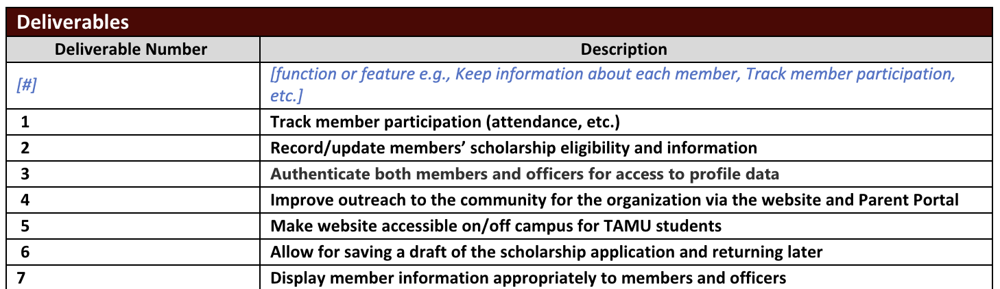 Deliverables
Deliverable Number Description
[#] [function or feature e.g., Keep information about each member, Track member participation,
etc.]
1 Track member participation (attendance, etc.)
2 Record/update members’ scholarship eligibility and information
3 Authenticate both members and officers for access to profile data
4 Improve outreach to the community for the organization via the website and Parent Portal
5 Make website accessible on/off campus for TAMU students
6 Allow for saving a draft of the scholarship application and returning later
7 Display member information appropriately to members and officers